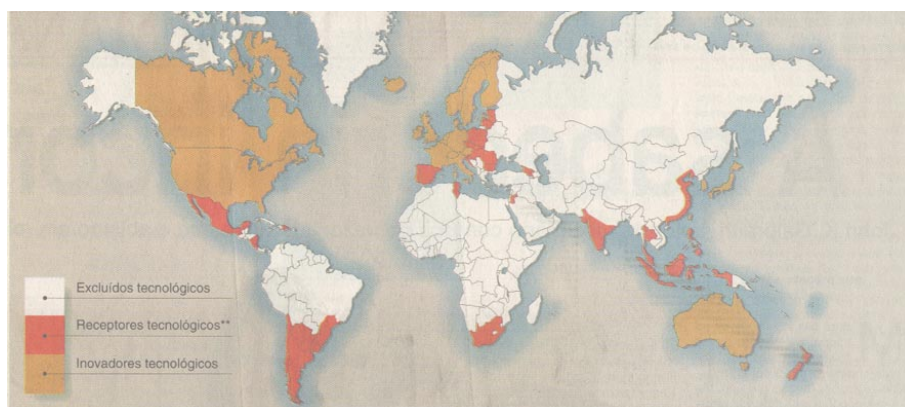 Excluídos tecnológicos
Receptores tecnológicos**
Inovadores tecnológicos